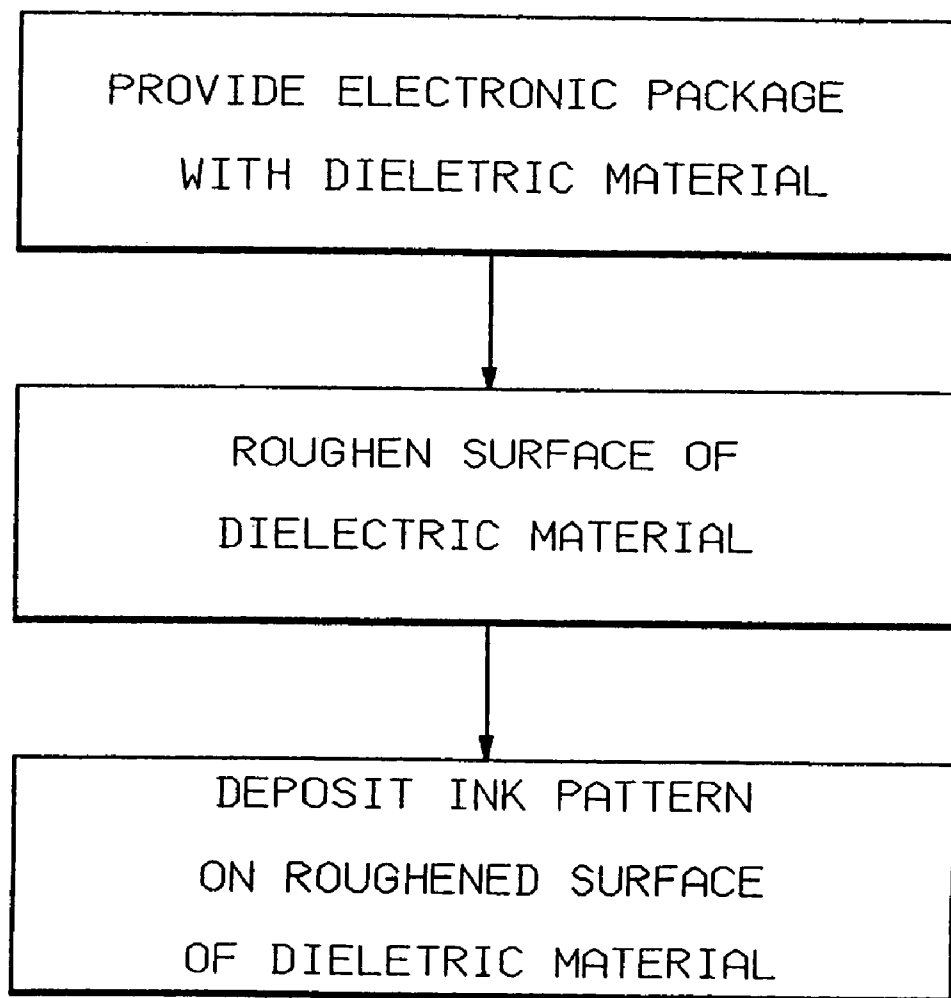 PROVIDE ELECTRONIC PACKAGE
WITH DIELETRIC MATERIAL
ROUGHEN SURFACE OF
DIELECTRIC MATERIAL
DEPOSIT INK PATTERN
ON ROUGHENED SURFACE
OF DIELETRIC MATERIAL